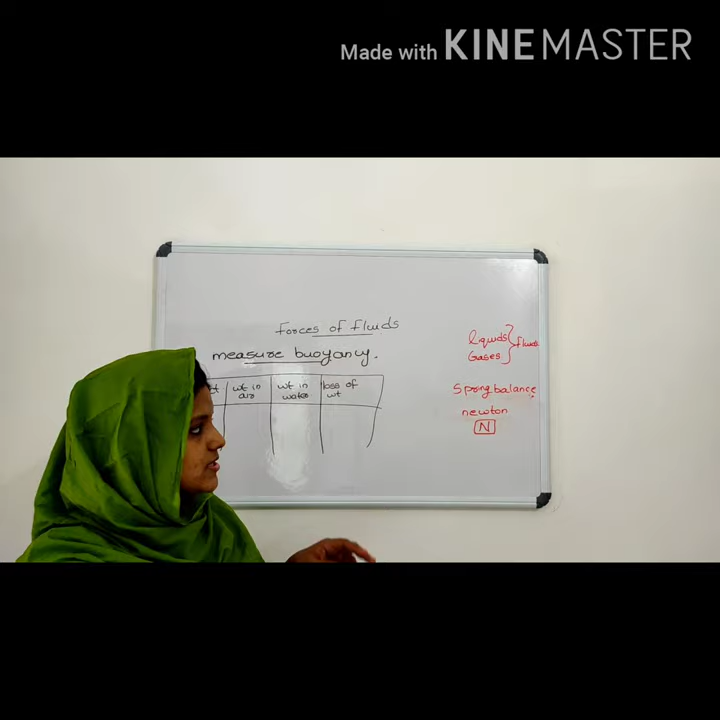 Made with KINEMASTER
Forces of fluids
measure buoyancy.
wt in air
wt in water
loss of wt
liquids
Gases
fluids
Spring balance
newton
N